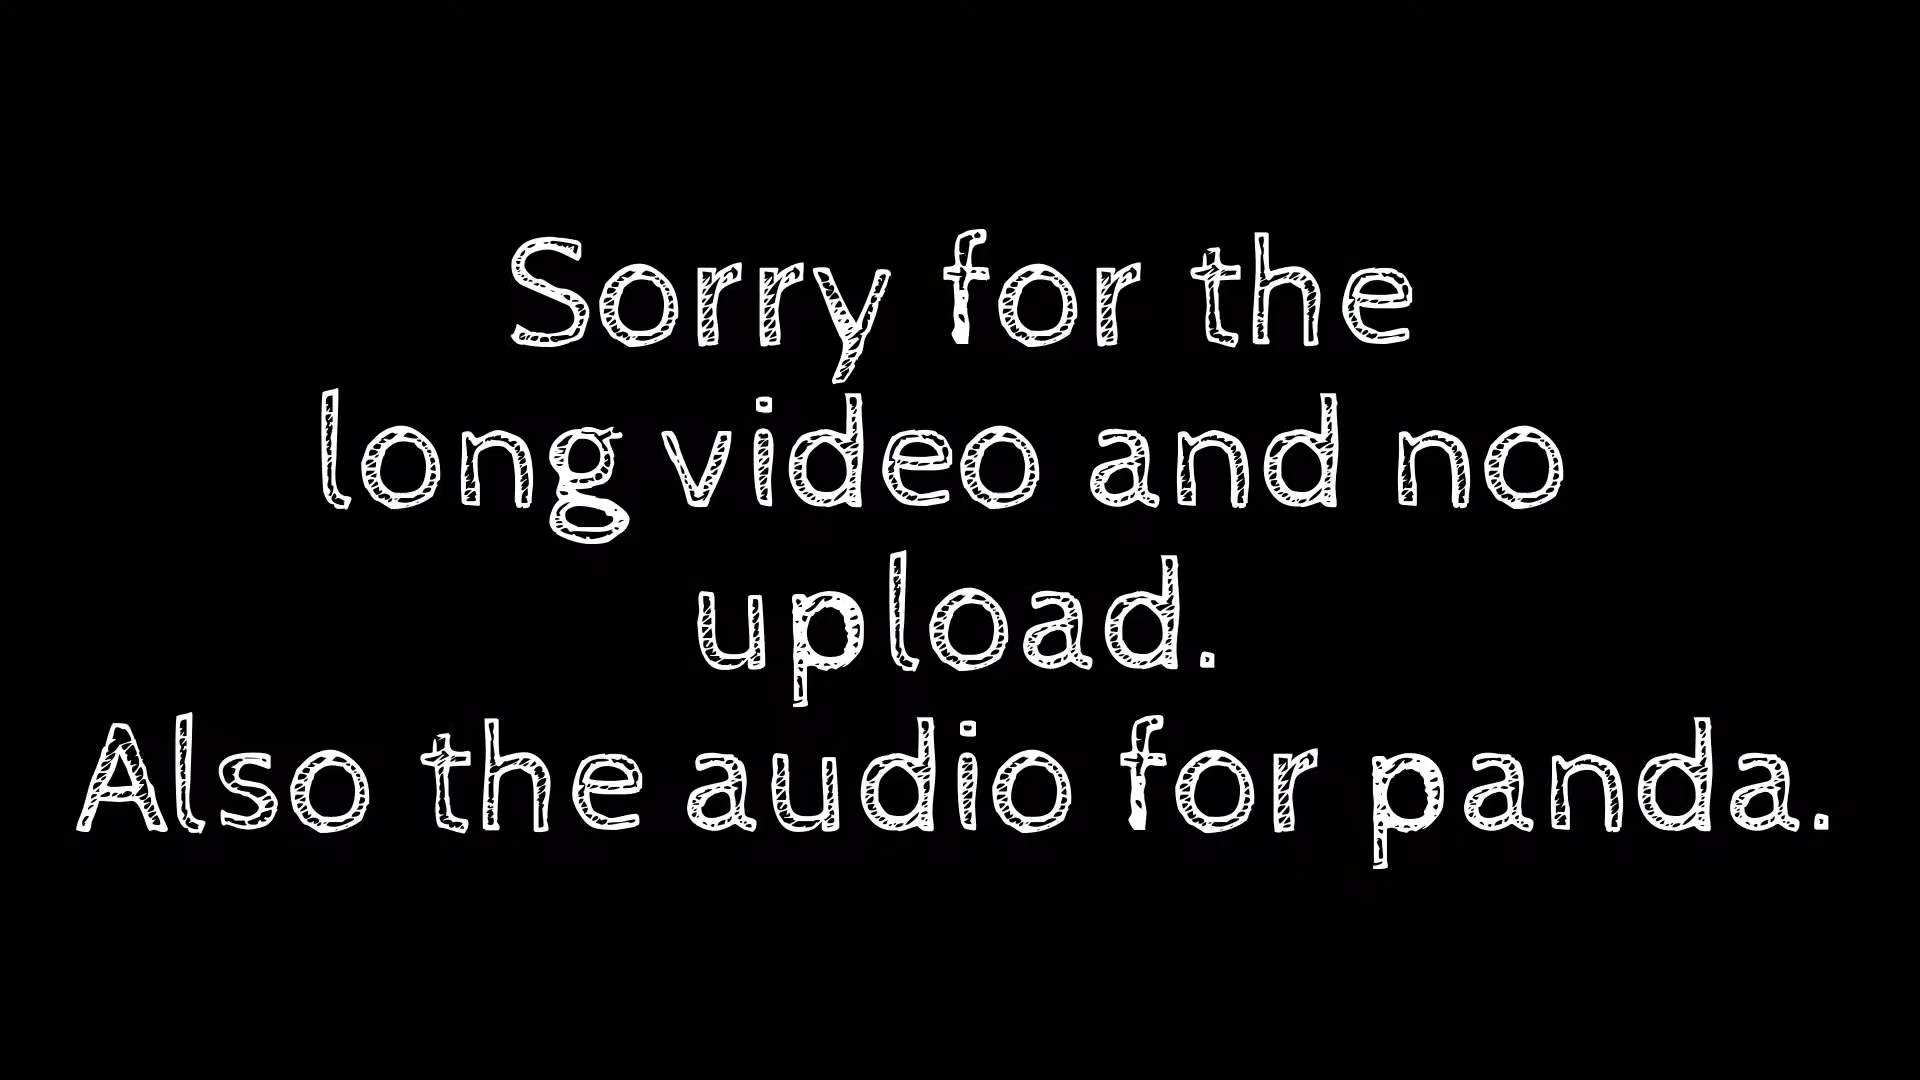 Sorry for the
long video and no
upload.
Also the audio for panda.